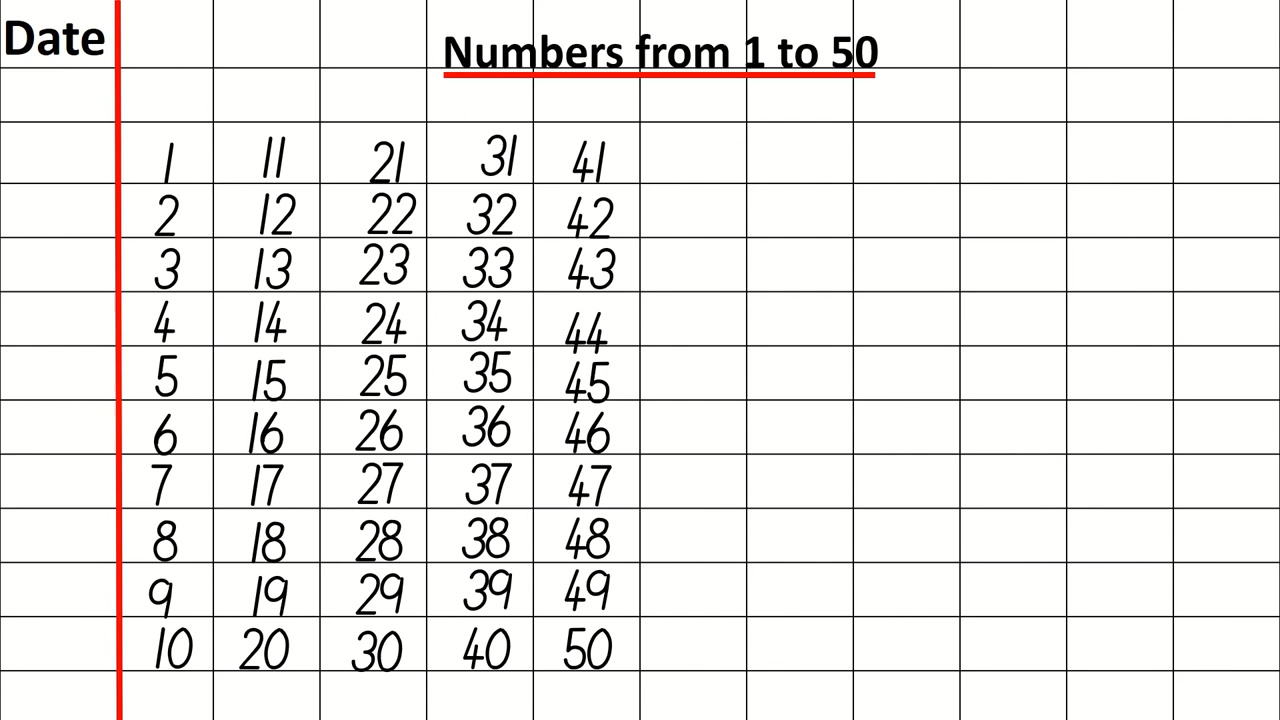 Date
Numbers from 1 to 50
1 11 21 31 41
2 12 22 32 42
3 13 23 33 43
4 14 24 34 44
5 15 25 35 45
6 16 26 36 46
7 17 27 37 47
8 18 28 38 48
9 19 29 39 49
10 20 30 40 50